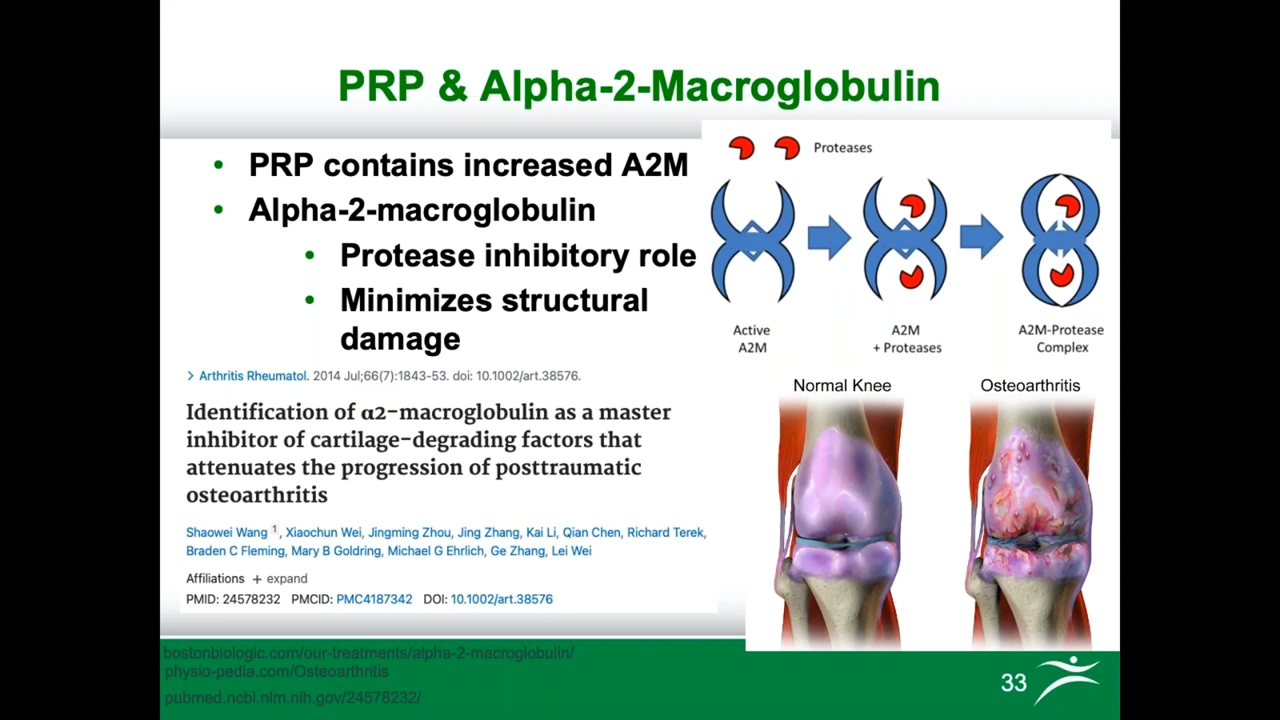 PRP & Alpha-2-Macroglobulin
• PRP contains increased A2M
• Alpha-2-macroglobulin
• Protease inhibitory role
• Minimizes structural
damage
Proteases
Active
A2M
A2M
+ Proteases
A2M-Protease
Complex
> Arthritis Rheumatol. 2014 Jul;66(7):1843-53. doi: 10.1002/art.38576.
Identification of α2-macroglobulin as a master
inhibitor of cartilage-degrading factors that
attenuates the progression of posttraumatic
osteoarthritis
Shaowei Wang 1, Xiaochun Wei, Jingming Zhou, Jing Zhang, Kai Li, Qian Chen, Richard Terek,
Braden C Fleming, Mary B Goldring, Michael G Ehrlich, Ge Zhang, Lei Wei
Affiliations + expand
PMID: 24578232 PMCID: PMC4187342 DOI: 10.1002/art.38576
Normal Knee
Osteoarthritis
bostonbiologic.com/our-treatments/alpha-2-macroglobulin/
physio-pedia.com/Osteoarthritis
pubmed.ncbl.nlm.nih.gov/24578232/
33